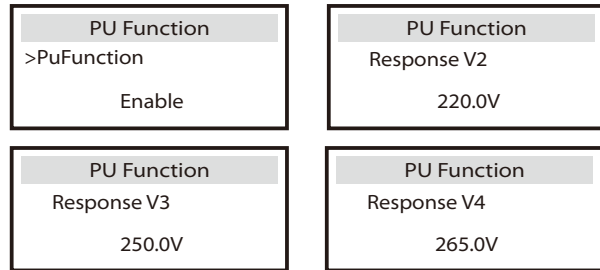 PU Function
>PuFunction
Enable
PU Function
Response V2
220.0V
PU Function
Response V3
250.0V
PU Function
Response V4
265.0V